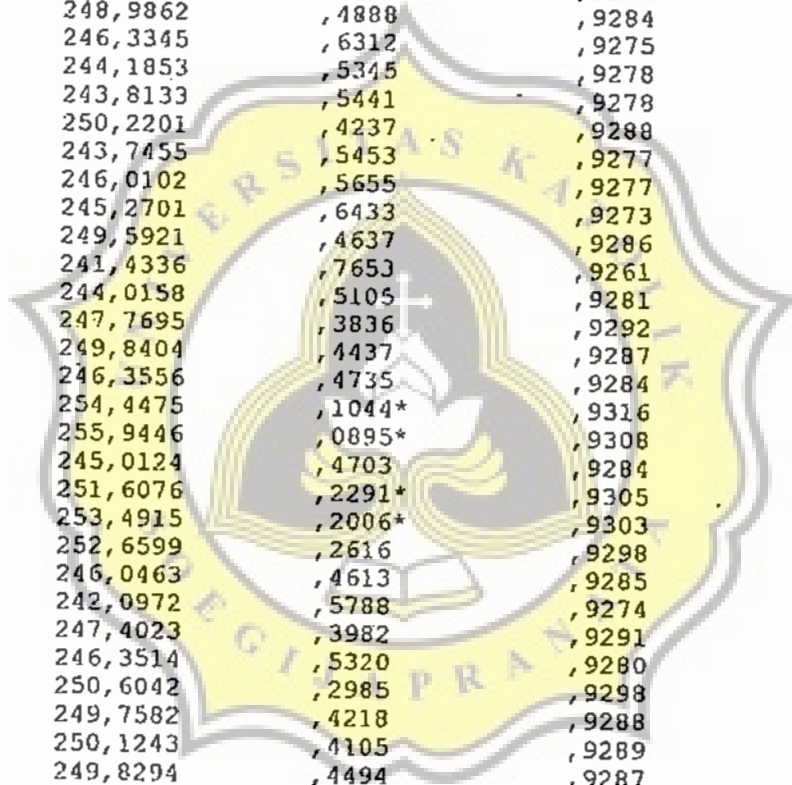 248,9862 ,4888 ,9284
246,3345 ,6312 ,9275
244,1853 ,5345 ,9278
243,8133 ,5441 ,9278
250,2201 ,4237 ,9288
243,7455 ,5453 ,9277
246,0102 ,5655 ,9277
245,2701 ,6433 ,9273
249,5921 ,4637 ,9286
241,4336 ,7653 ,9261
244,0158 ,5105 ,9281
247,7695 ,3836 ,9292
249,8404 ,4437 ,9287
246,3556 ,4735 ,9284
254,4475 ,1044* ,9316
255,9446 ,0895* ,9308
245,0124 ,4703 ,9284
251,6076 ,2291* ,9305
253,4915 ,2006* ,9303
252,6599 ,2616 ,9298
246,0463 ,4613 ,9285
242,0972 ,5788 ,9274
247,4023 ,3982 ,9291
246,3514 ,5320 ,9280
250,6042 ,2985 ,9298
249,7582 ,4218 ,9288
250,1243 ,4105 ,9289
249,8294 ,4494 ,9287